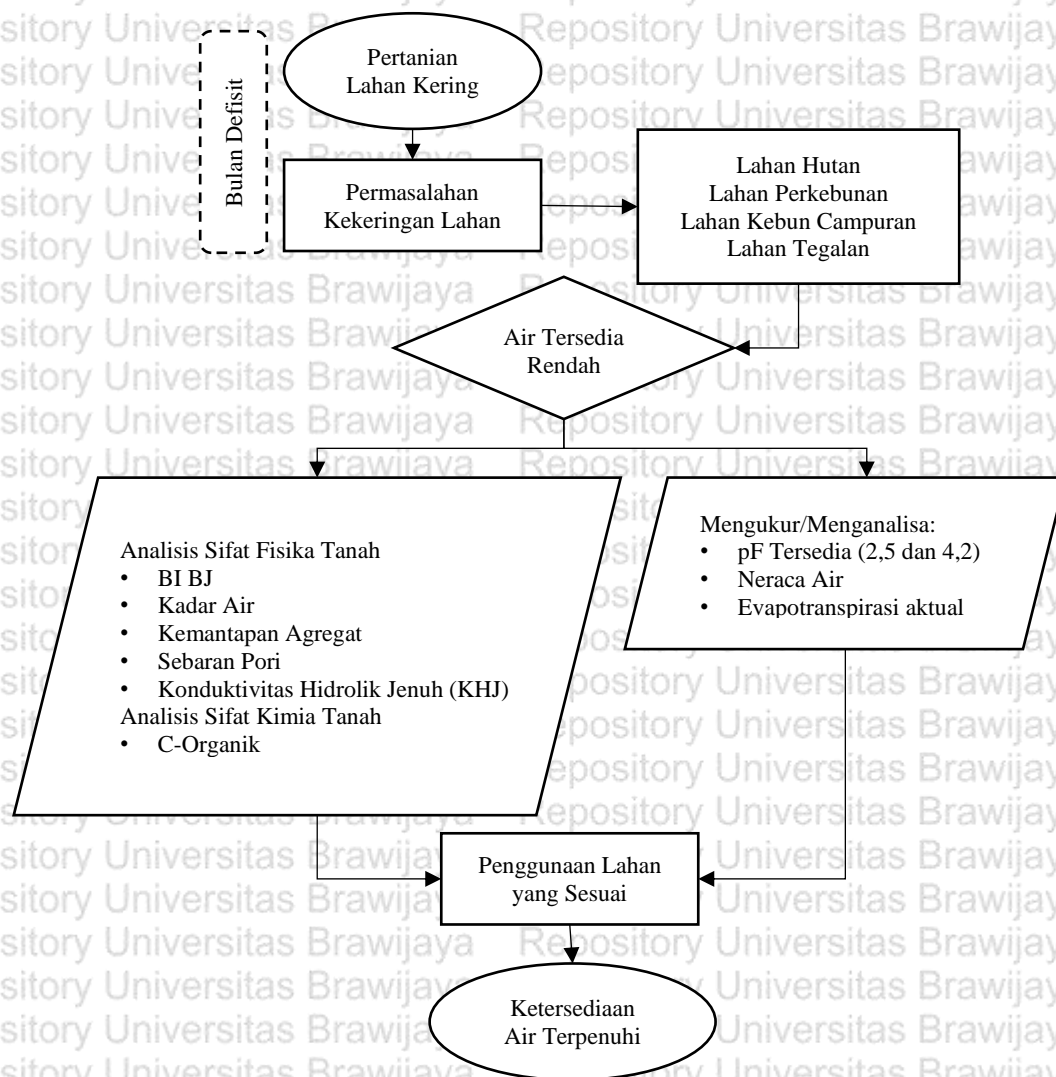 Pertanian
Lahan Kering
Bulan Defisit
Permasalahan
Kekeringan Lahan
Lahan Hutan
Lahan Perkebunan
Lahan Kebun Campuran
Lahan Tegalan
Air Tersedia
Rendah
Analisis Sifat Fisika Tanah
• BI BJ
• Kadar Air
• Kemantapan Agregat
• Sebaran Pori
• Konduktivitas Hidrolik Jenuh (KHJ)
Analisis Sifat Kimia Tanah
• C-Organik
Mengukur/Menganalisa:
• pF Tersedia (2,5 dan 4,2)
• Neraca Air
• Evapotranspirasi aktual
Penggunaan Lahan
yang Sesuai
Ketersediaan
Air Terpenuhi
Repository Universitas Brawijaya